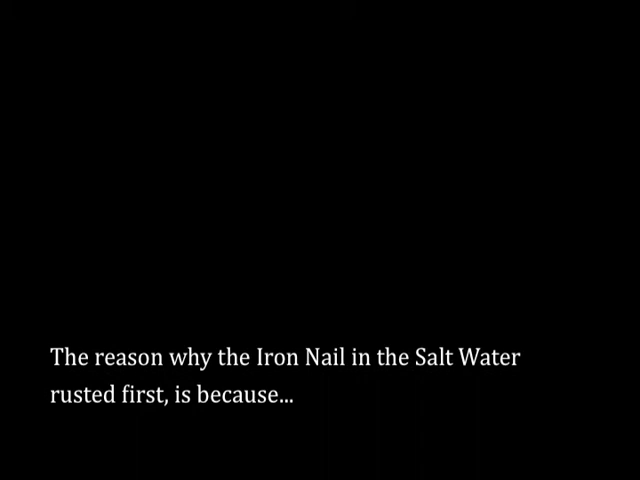 The reason why the Iron Nail in the Salt Water
rusted first, is because...